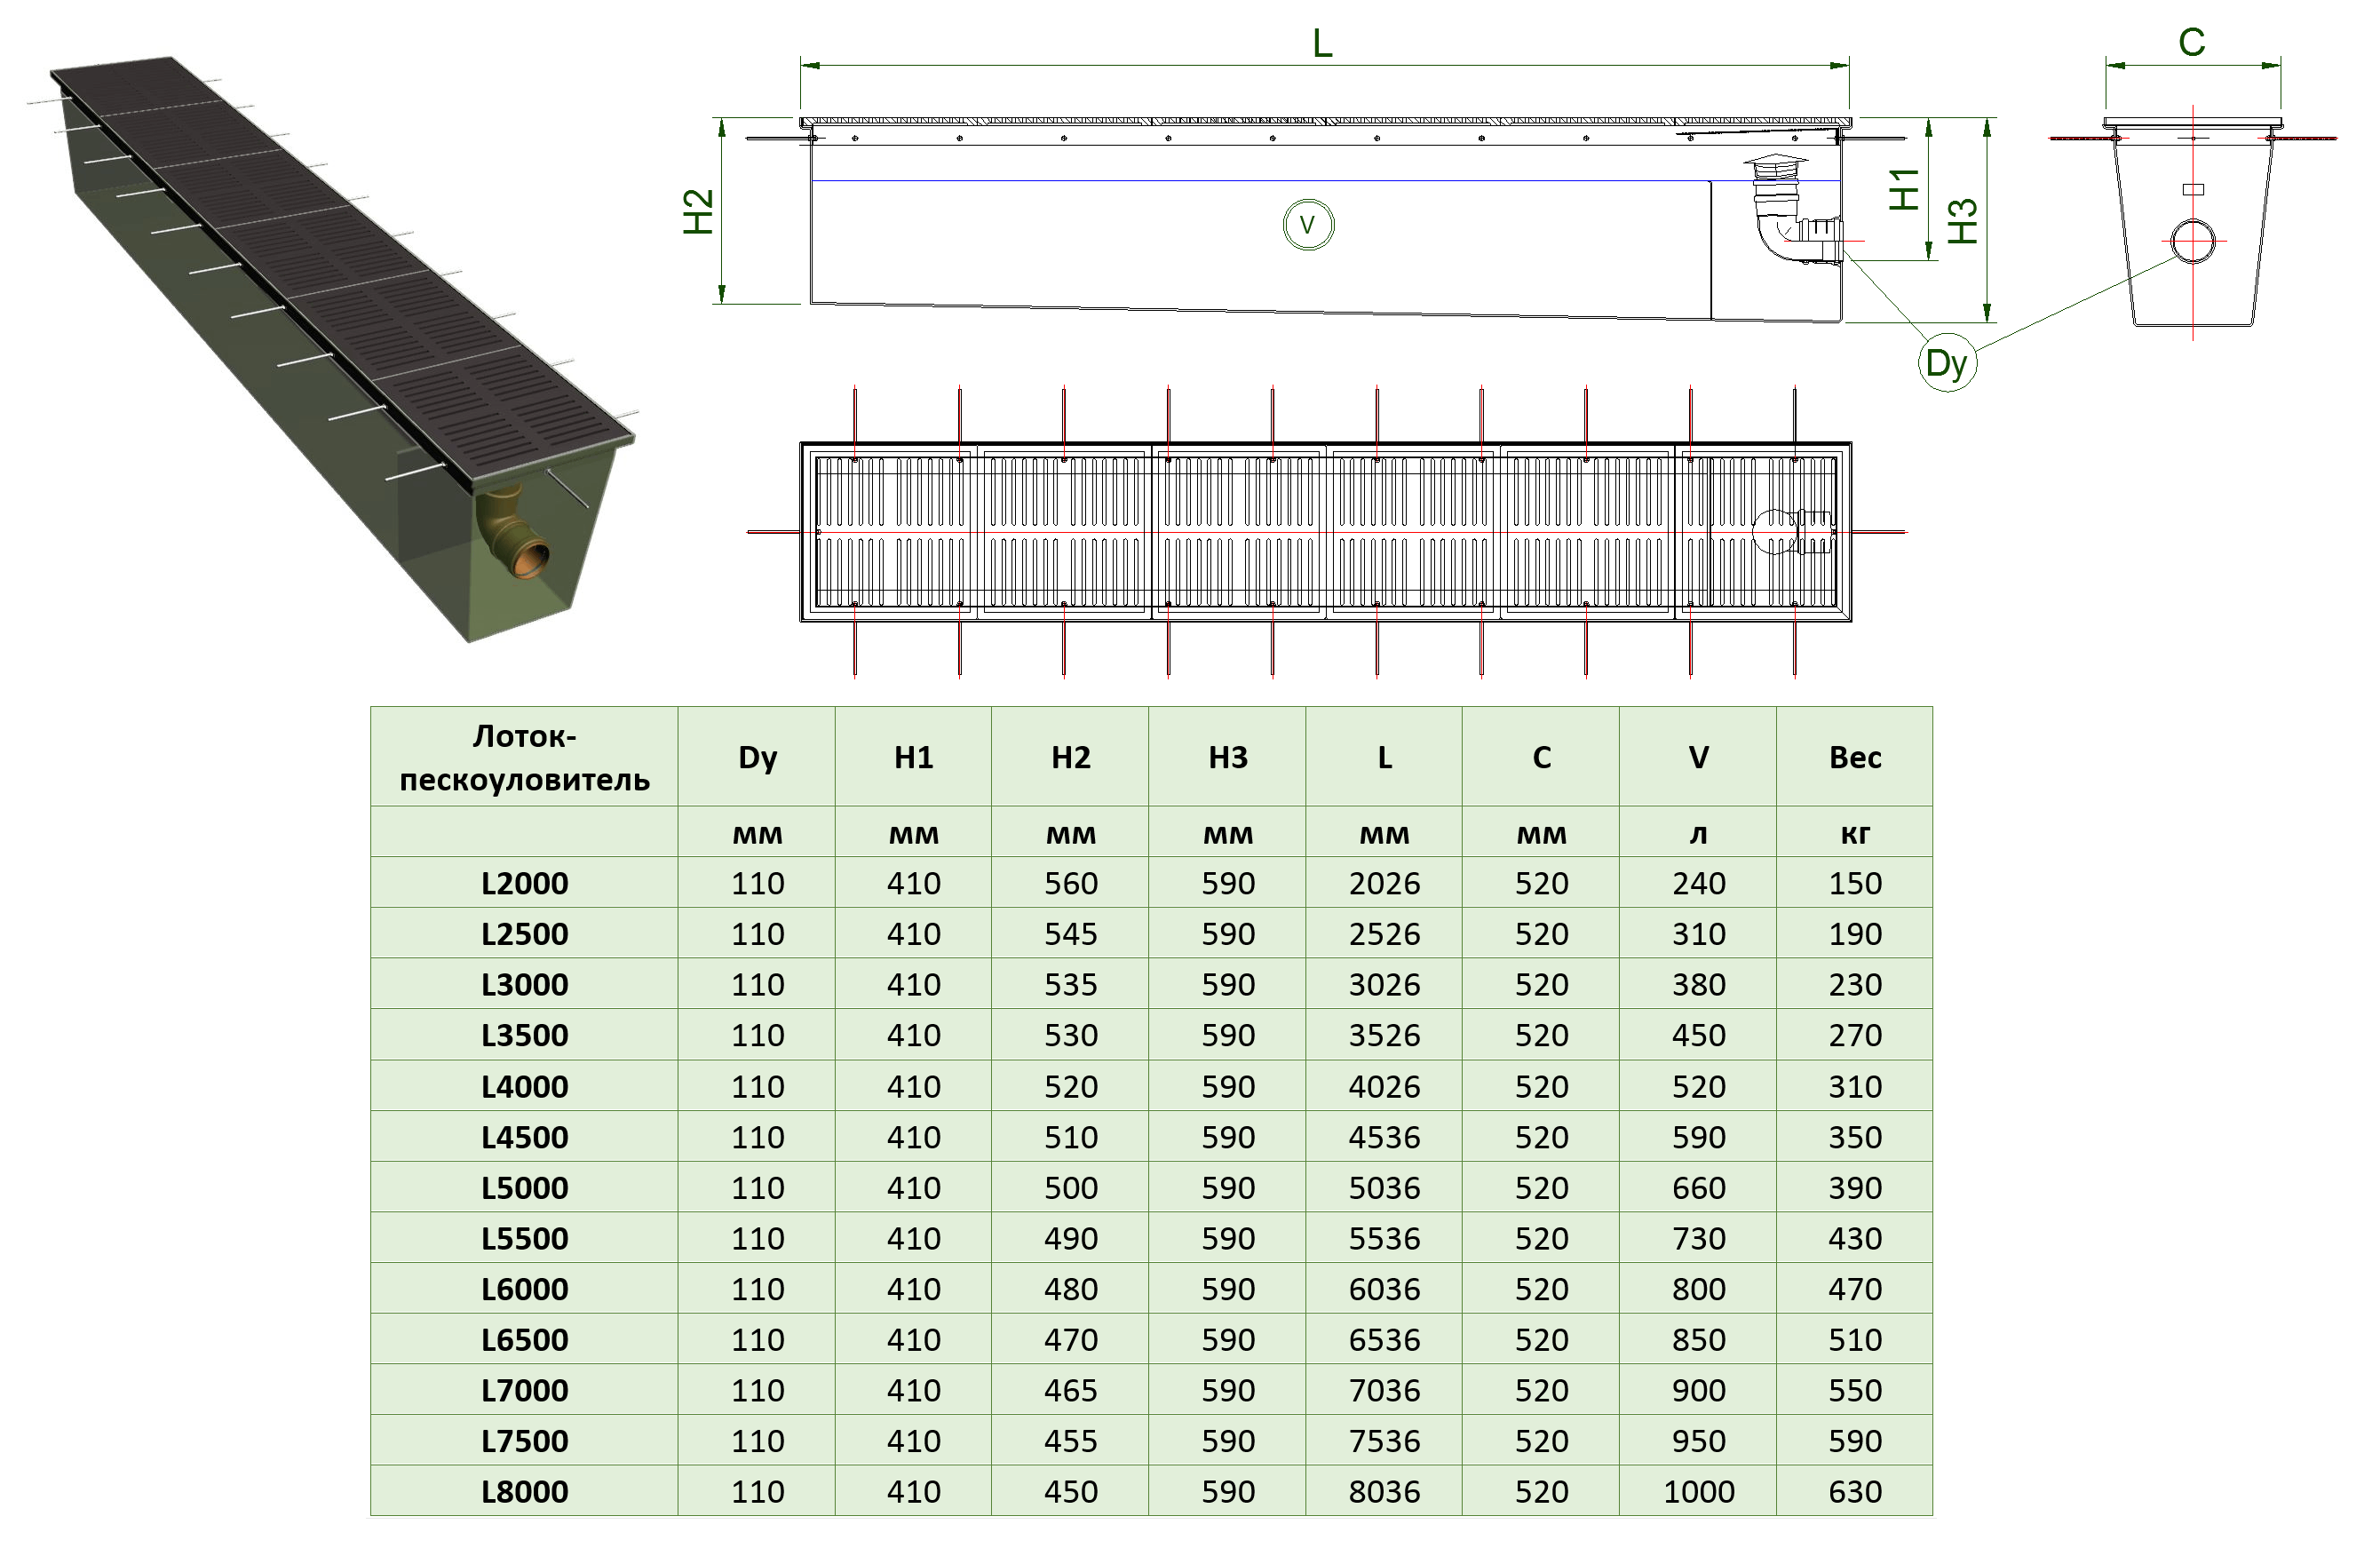 L
C
H2
V
H1
H3
Dy
Лоток-
пескоуловитель
Dy H1 H2 H3 L C V Вес
мм мм мм мм мм мм л кг
L2000 110 410 560 590 2026 520 240 150
L2500 110 410 545 590 2526 520 310 190
L3000 110 410 535 590 3026 520 380 230
L3500 110 410 530 590 3526 520 450 270
L4000 110 410 520 590 4026 520 520 310
L4500 110 410 510 590 4536 520 590 350
L5000 110 410 500 590 5036 520 660 390
L5500 110 410 490 590 5536 520 730 430
L6000 110 410 480 590 6036 520 800 470
L6500 110 410 470 590 6536 520 850 510
L7000 110 410 465 590 7036 520 900 550
L7500 110 410 455 590 7536 520 950 590
L8000 110 410 450 590 8036 520 1000 630